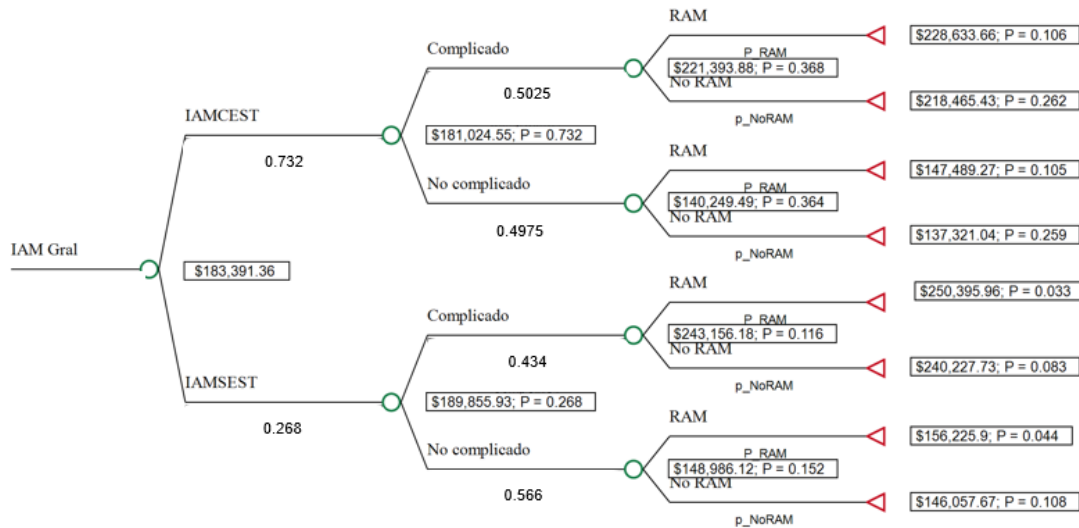 RAM
$228,633.66; P = 0.106
Complicado
P_RAM
$221,393.88; P = 0.368
No RAM
0.5025
$218,465.43; P = 0.262
p_NoRAM
IAMCEST
$181,024.55; P = 0.732
0.732
RAM
$147,489.27; P = 0.105
No complicado
P_RAM
$140,249.49; P = 0.364
No RAM
0.4975
$137,321.04; P = 0.259
p_NoRAM
IAM Gral
$183,391.36
RAM
$250,395.96; P = 0.033
Complicado
P_RAM
$243,156.18; P = 0.116
No RAM
0.434
$240,227.73; P = 0.083
p_NoRAM
IAMSEST
$189,855.93; P = 0.268
0.268
RAM
$156,225.9; P = 0.044
No complicado
P_RAM
$148,986.12; P = 0.152
No RAM
0.566
$146,057.67; P = 0.108
p_NoRAM